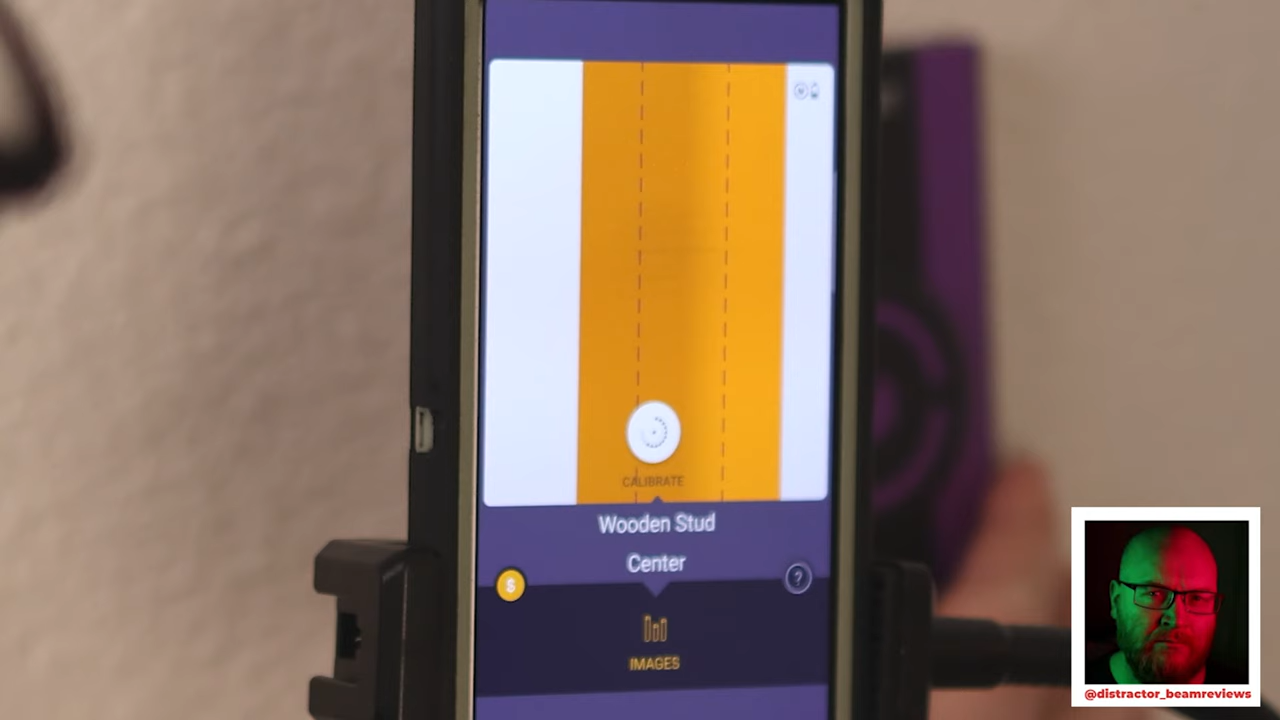 CALIBRATE
Wooden Stud
Center
$
?
IMAGES
@distractor_beamreviews